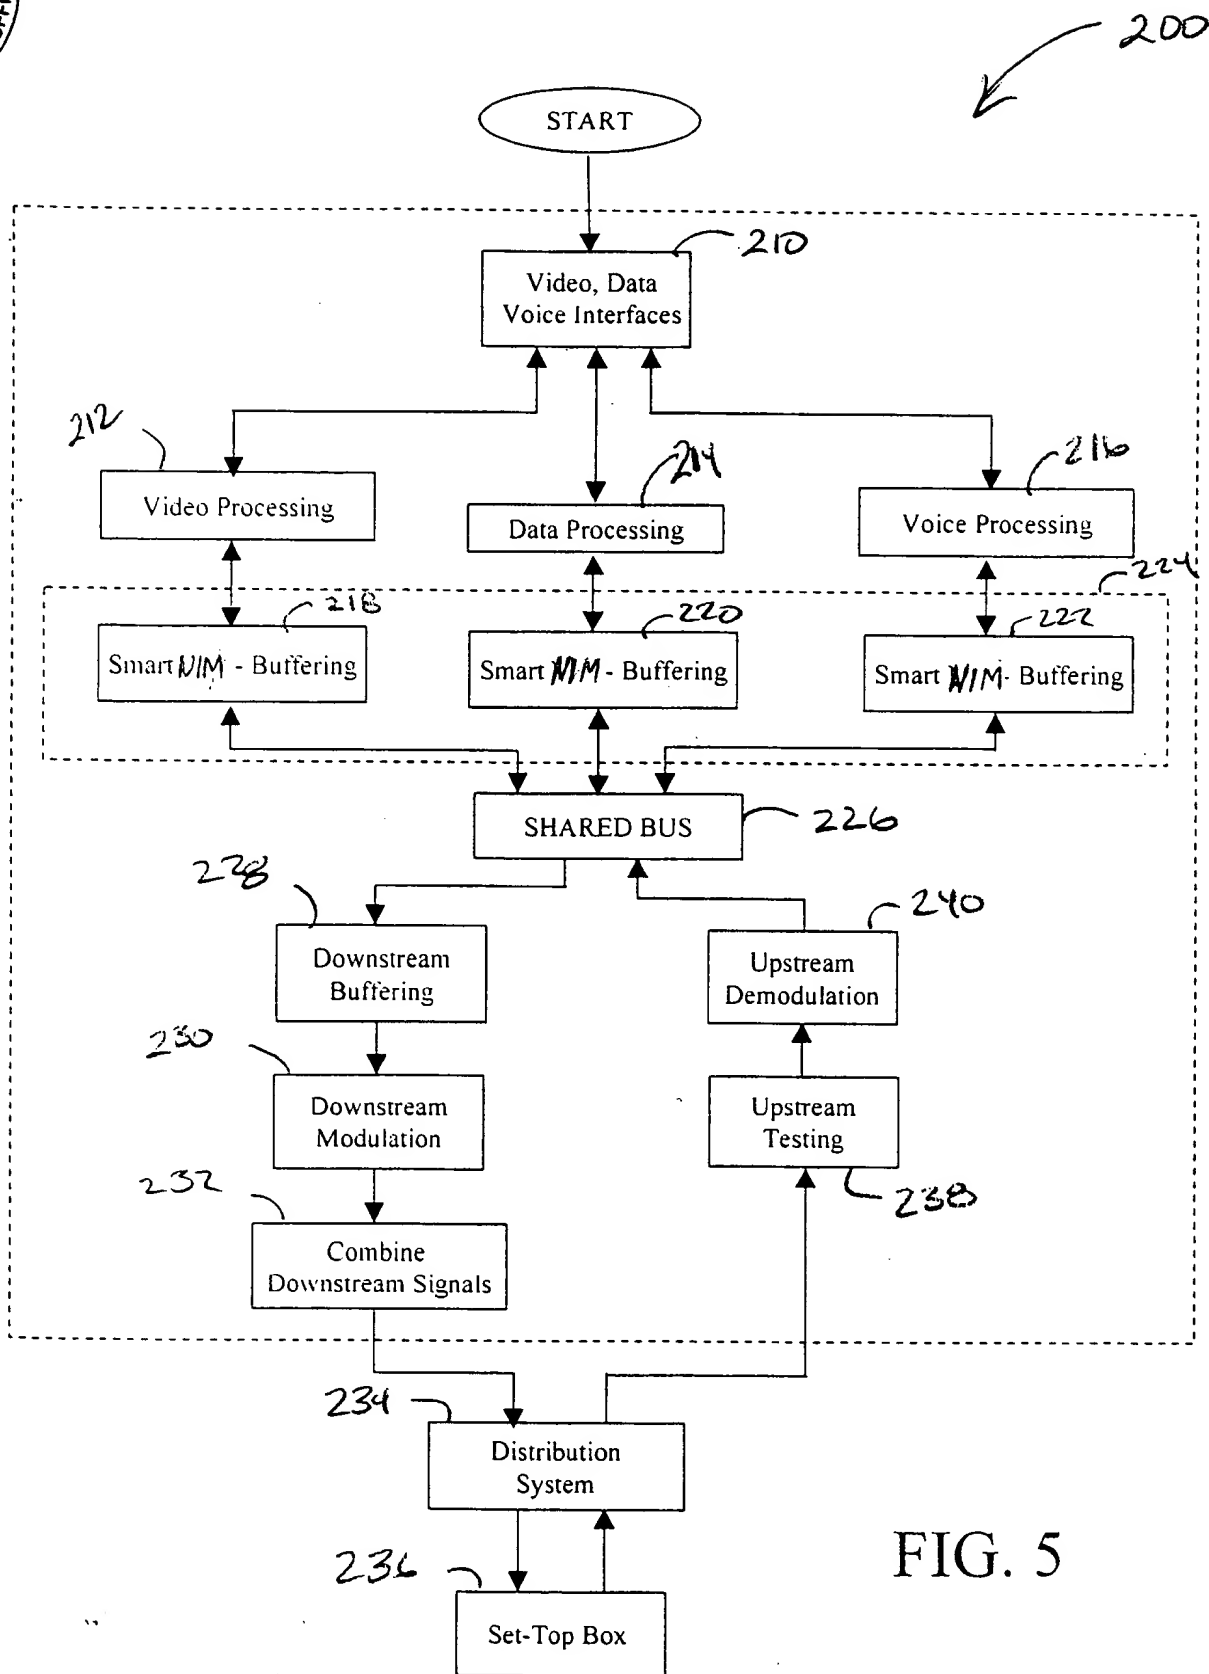 200
START
210
Video, Data
Voice Interfaces
212
214
216
Video Processing
Data Processing
Voice Processing
224
218
220
222
Smart NIM - Buffering
Smart NIM - Buffering
Smart NIM - Buffering
SHARED BUS
226
228
240
Downstream
Buffering
Upstream
Demodulation
230
Downstream
Modulation
Upstream
Testing
232
238
Combine
Downstream Signals
234
Distribution
System
236
FIG. 5
Set-Top Box